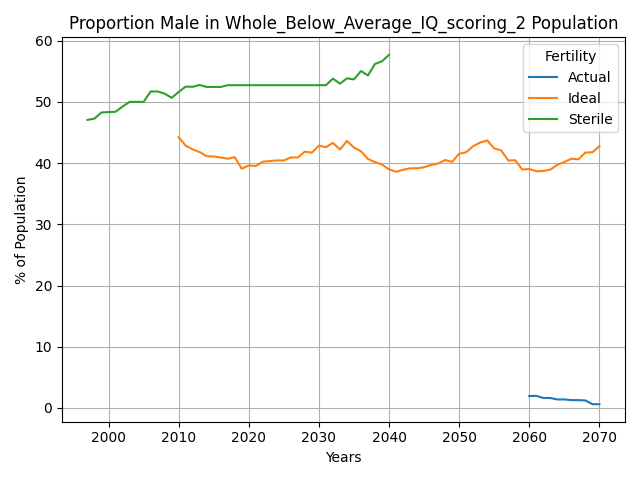 Proportion Male in Whole_Below_Average_IQ_scoring_2 Population
Fertility
Actual
Ideal
Sterile
% of Population
60
50
40
30
20
10
0
2000 2010 2020 2030 2040 2050 2060 2070
Years